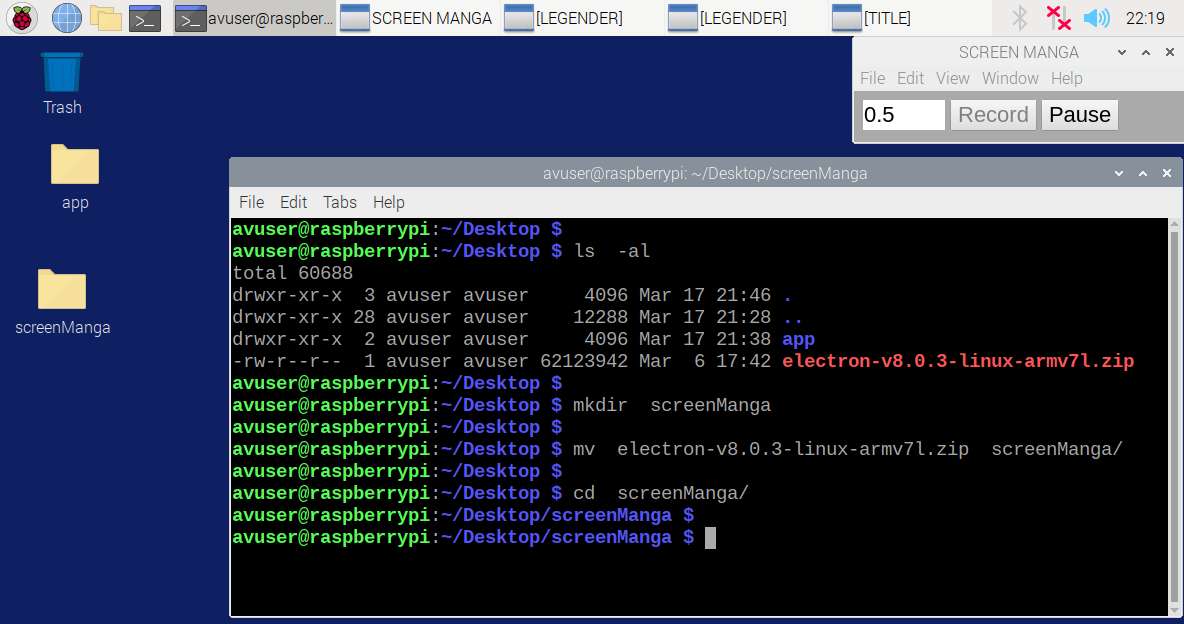 avuser@raspber... SCREEN MANGA [LEGENDER] [LEGENDER] [TITLE] 22:19
SCREEN MANGA
File Edit View Window Help
0.5 Record Pause
Trash
app
screenManga
avuser@raspberrypi: ~/Desktop/screenManga
File Edit Tabs Help
avuser@raspberrypi:~/Desktop $
avuser@raspberrypi:~/Desktop $ ls  -al
total 60688
drwxr-xr-x  3 avuser avuser     4096 Mar 17 21:46 .
drwxr-xr-x 28 avuser avuser    12288 Mar 17 21:28 ..
drwxr-xr-x  2 avuser avuser     4096 Mar 17 21:38 app
-rw-r--r--  1 avuser avuser 62123942 Mar  6 17:42 electron-v8.0.3-linux-armv7l.zip
avuser@raspberrypi:~/Desktop $
avuser@raspberrypi:~/Desktop $ mkdir  screenManga
avuser@raspberrypi:~/Desktop $
avuser@raspberrypi:~/Desktop $ mv  electron-v8.0.3-linux-armv7l.zip  screenManga/
avuser@raspberrypi:~/Desktop $
avuser@raspberrypi:~/Desktop $ cd  screenManga/
avuser@raspberrypi:~/Desktop/screenManga $
avuser@raspberrypi:~/Desktop/screenManga $